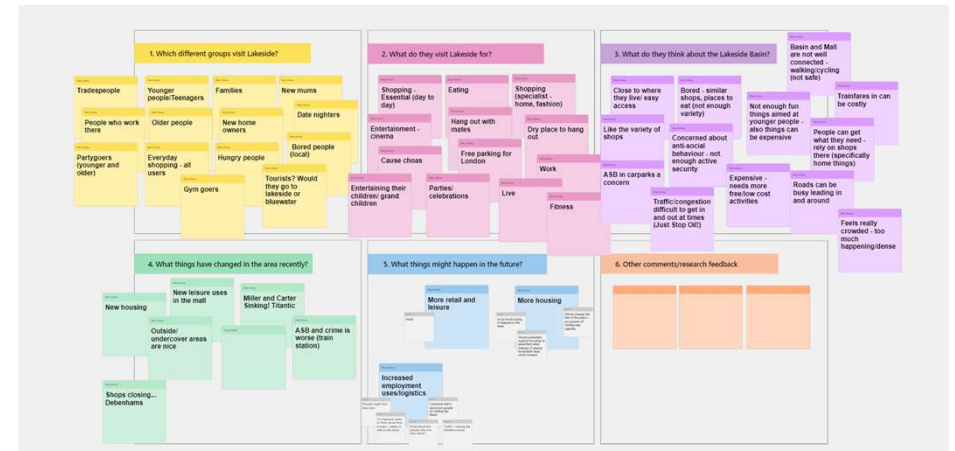 1. Which different groups visit Lakeside?
Tradespeople
Younger
people/Teenagers
Families
New mums
People who work
there
Older people
New home
owners
Date nighters
Partygoers
(younger and
older)
Everyday
shopping - all
users
Hungry people
Bored people
(local)
Gym goers
Tourists? Would
they go to
lakeside or
bluewater
2. What do they visit Lakeside for?
Shopping -
Essential (day to
day)
Eating
Shopping
(specialist -
home, fashion)
Entertainment -
cinema
Hang out with
mates
Dry place to hang
out
Cause choas
Free parking for
London
Work
Entertaining their
children/ grand
children
Parties/
celebrations
Live
Fitness
3. What do they think about the Lakeside Basin?
Basin and Mall
are not well
connected -
walking/cycling
(not safe)
Close to where
they live/ easy
access
Bored - similar
shops, places to
eat (not enough
variety)
Not enough fun
things aimed at
younger people -
also things can
be expensive
Trainfares in can
be costly
Like the variety of
shops
Concerned about
anti-social
behaviour - not
enough active
security
People can get
what they need -
rely on shops
there (specifically
home things)
ASB in carparks a
concern
Traffic/congestion
difficult to get in
and out at times
(Just Stop Oil!)
Expensive -
needs more
free/low cost
activities
Roads can be
busy leading in
and around
Feels really
crowded - too
much
happening/dense
4. What things have changed in the area recently?
New housing
New leisure uses
in the mall
Miller and Carter
Sinking! Titantic
Outside/
undercover areas
are nice
ASB and crime is
worse (train
station)
Shops closing...
Debenhams
5. What things might happen in the future?
More retail and
leisure
More housing
Increased
employment
uses/logistics
6. Other comments/research feedback